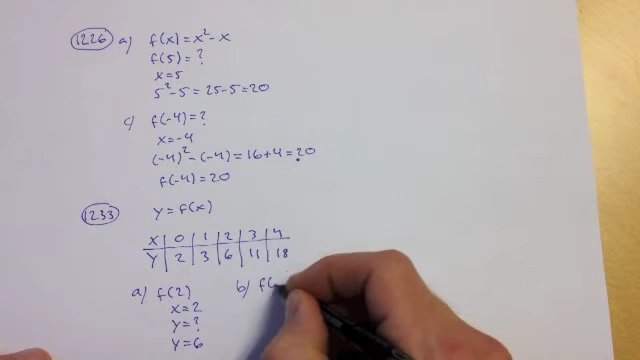 1226 a) f(x) = x² - x
f(5) = ?
x = 5
5² - 5 = 25 - 5 = 20
c) f(-4) = ?
x = -4
(-4)² - (-4) = 16 + 4 = 20
f(-4) = 20
1233 y = f(x)
x | 0 | 1 | 2 | 3 | 4
y | 2 | 3 | 6 | 11 | 18
a) f(2) b) f(
x = 2
y = ?
y = 6